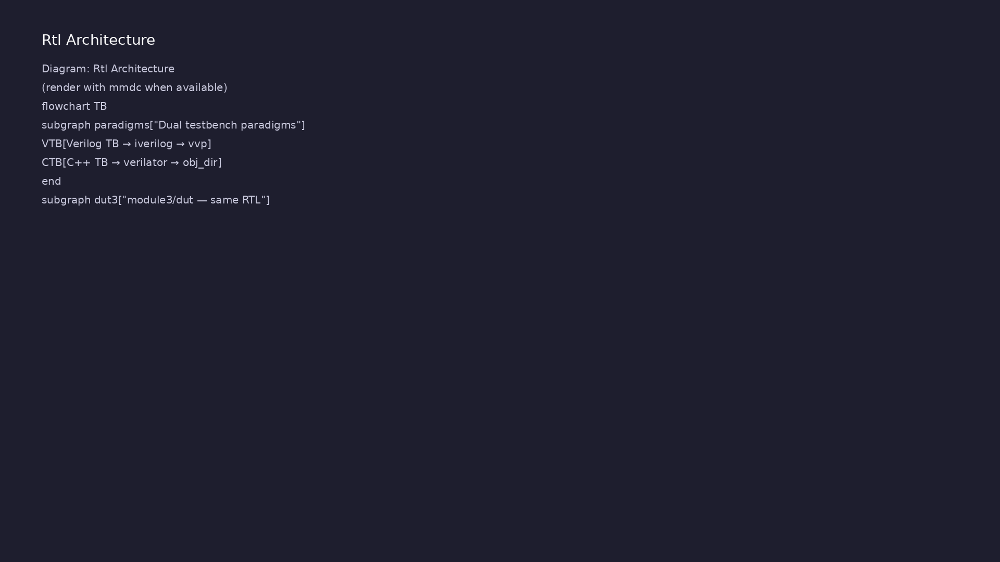 Rtl Architecture
Diagram: Rtl Architecture
(render with mmdc when available)
flowchart TB
subgraph paradigms["Dual testbench paradigms"]
VTB[Verilog TB → iverilog → vvp]
CTB[C++ TB → verilator → obj_dir]
end
subgraph dut3["module3/dut — same RTL"]